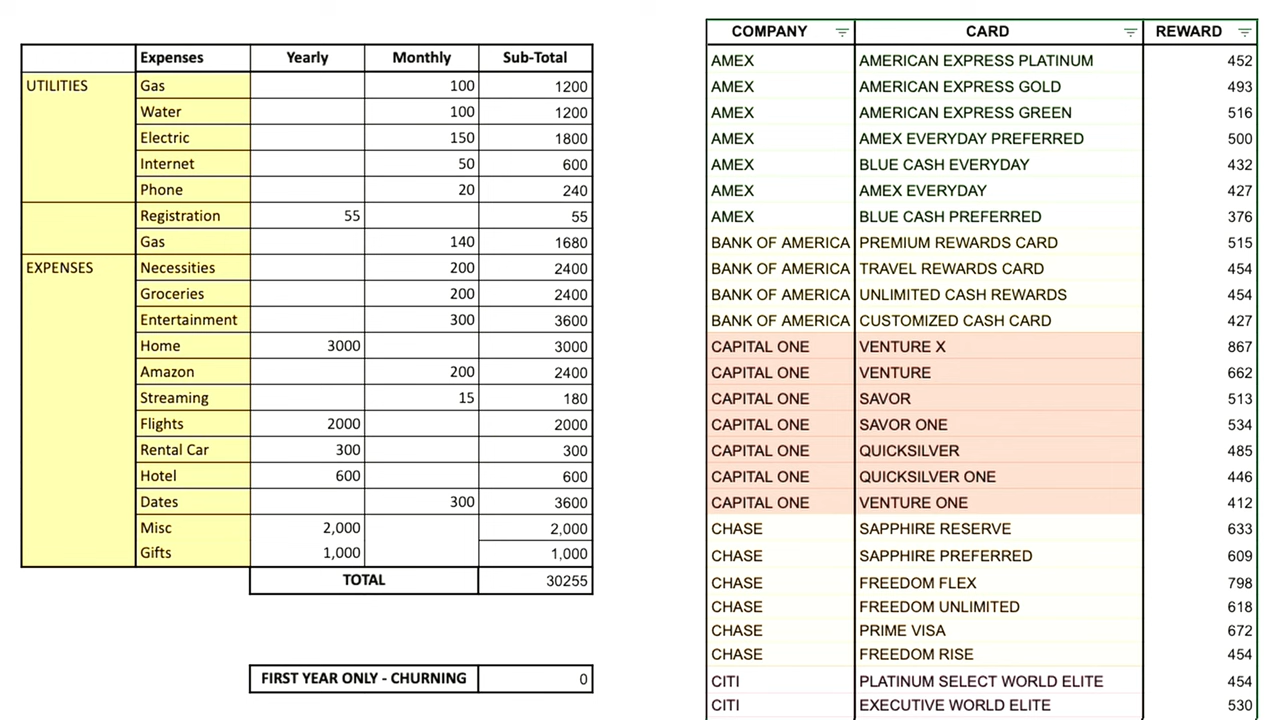 Expenses Yearly Monthly Sub-Total
UTILITIES Gas 100 1200
Water 100 1200
Electric 150 1800
Internet 50 600
Phone 20 240
Registration 55 55
Gas 140 1680
EXPENSES Necessities 200 2400
Groceries 200 2400
Entertainment 300 3600
Home 3000 3000
Amazon 200 2400
Streaming 15 180
Flights 2000 2000
Rental Car 300 300
Hotel 600 600
Dates 300 3600
Misc 2,000 2,000
Gifts 1,000 1,000
TOTAL 30255
FIRST YEAR ONLY - CHURNING 0
COMPANY CARD REWARD
AMEX AMERICAN EXPRESS PLATINUM 452
AMEX AMERICAN EXPRESS GOLD 493
AMEX AMERICAN EXPRESS GREEN 516
AMEX AMEX EVERYDAY PREFERRED 500
AMEX BLUE CASH EVERYDAY 432
AMEX AMEX EVERYDAY 427
AMEX BLUE CASH PREFERRED 376
BANK OF AMERICA PREMIUM REWARDS CARD 515
BANK OF AMERICA TRAVEL REWARDS CARD 454
BANK OF AMERICA UNLIMITED CASH REWARDS 454
BANK OF AMERICA CUSTOMIZED CASH CARD 427
CAPITAL ONE VENTURE X 867
CAPITAL ONE VENTURE 662
CAPITAL ONE SAVOR 513
CAPITAL ONE SAVOR ONE 534
CAPITAL ONE QUICKSILVER 485
CAPITAL ONE QUICKSILVER ONE 446
CAPITAL ONE VENTURE ONE 412
CHASE SAPPHIRE RESERVE 633
CHASE SAPPHIRE PREFERRED 609
CHASE FREEDOM FLEX 798
CHASE FREEDOM UNLIMITED 618
CHASE PRIME VISA 672
CHASE FREEDOM RISE 454
CITI PLATINUM SELECT WORLD ELITE 454
CITI EXECUTIVE WORLD ELITE 530